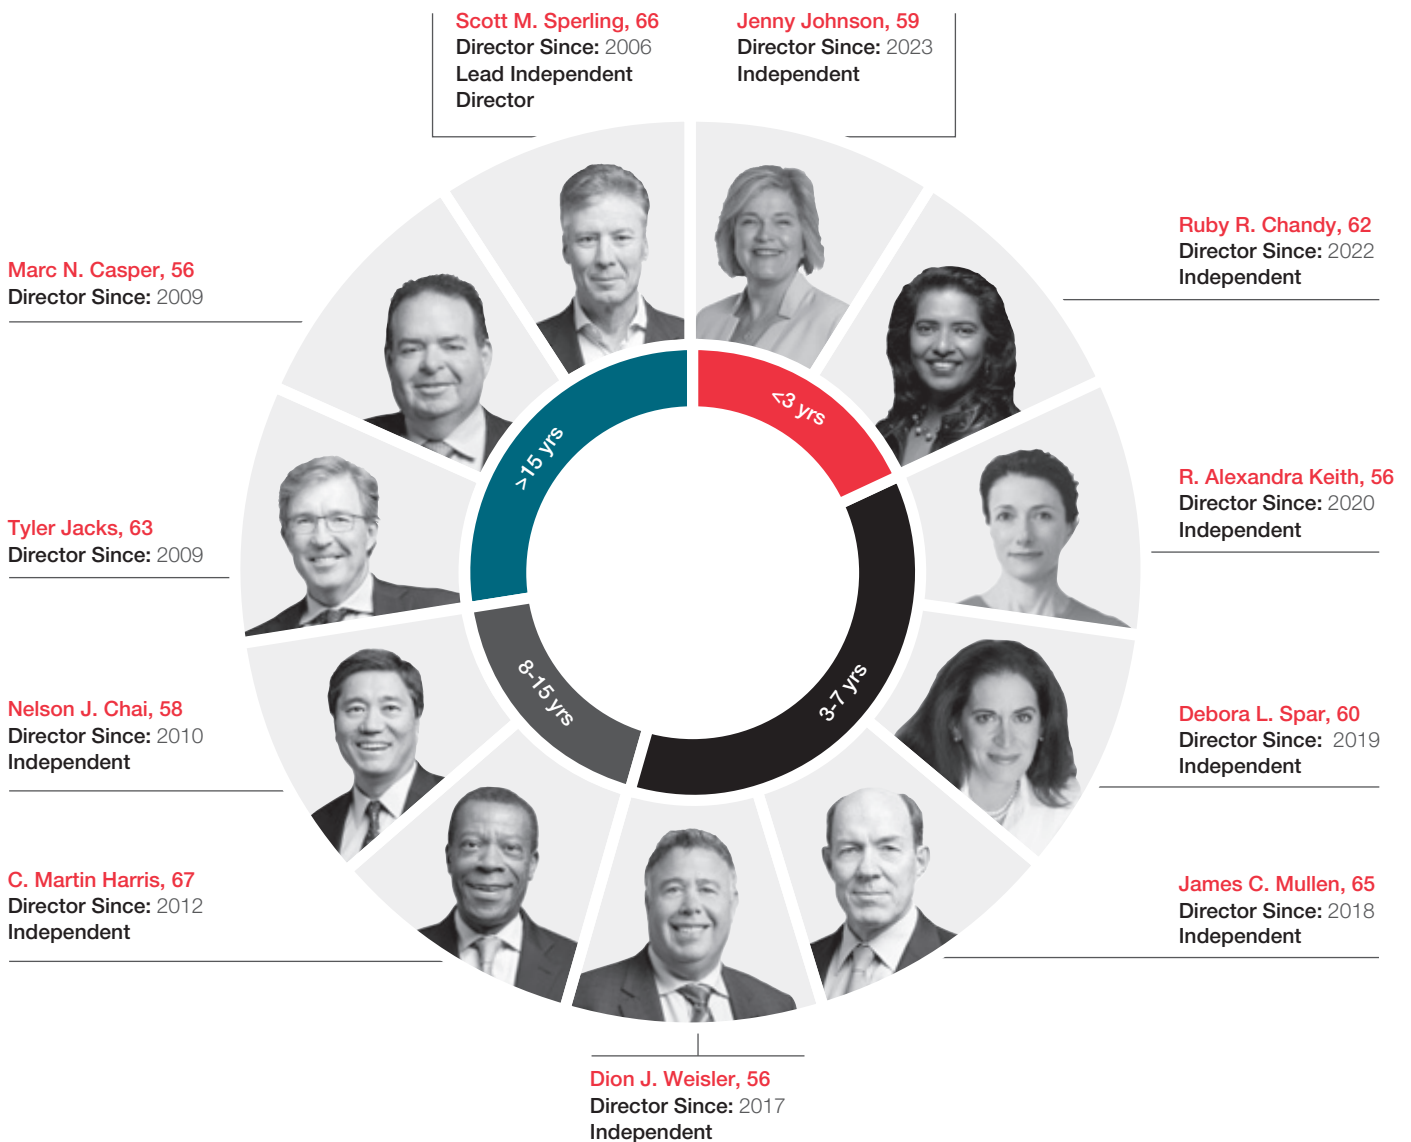 Scott M. Sperling, 66
Director Since: 2006
Lead Independent
Director
Jenny Johnson, 59
Director Since: 2023
Independent
Ruby R. Chandy, 62
Director Since: 2022
Independent
R. Alexandra Keith, 56
Director Since: 2020
Independent
Debora L. Spar, 60
Director Since: 2019
Independent
James C. Mullen, 65
Director Since: 2018
Independent
Dion J. Weisler, 56
Director Since: 2017
Independent
C. Martin Harris, 67
Director Since: 2012
Independent
Nelson J. Chai, 58
Director Since: 2010
Independent
Tyler Jacks, 63
Director Since: 2009
Marc N. Casper, 56
Director Since: 2009
<3 yrs
3-7 yrs
8-15 yrs
>15 yrs